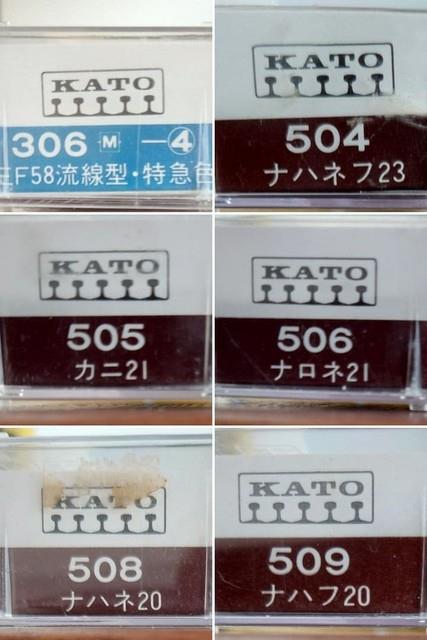 KATO
306 M —④
EF58流線型・特急色
KATO
504
ナハネフ23
KATO
505
カニ21
KATO
506
ナロネ21
KATO
508
ナハネ20
KATO
509
ナハフ20